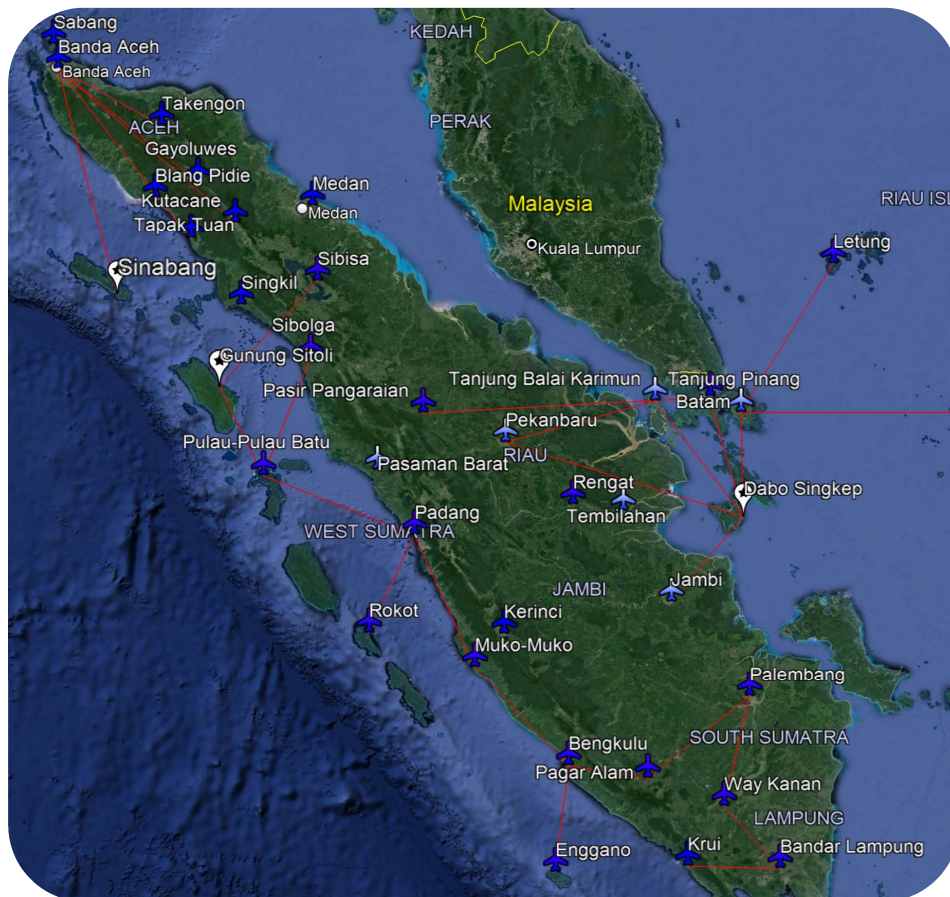 Sabang
KEDAH
Banda Aceh
Banda Aceh
Takengon
ACEH
PERAK
Gayoluwes
Blang Pidie
Medan
Kutacane
Medan
Malaysia
RIAU ISL
Tapak Tuan
Kuala Lumpur
Letung
Sinabang
Sibisa
Singkil
Sibolga
Gunung Sitoli
Tanjung Balai Karimun
Tanjung Pinang
Pasir Pangaraian
Batam
Pekanbaru
Pulau-Pulau Batu
RIAU
Pasaman Barat
Rengat
Dabo Singkep
Padang
Tembilahan
WEST SUMATRA
Jambi
JAMBI
Rokot
Kerinci
Muko-Muko
Palembang
Bengkulu
SOUTH SUMATRA
Pagar Alam
Way Kanan
LAMPUNG
Enggano
Krui
Bandar Lampung